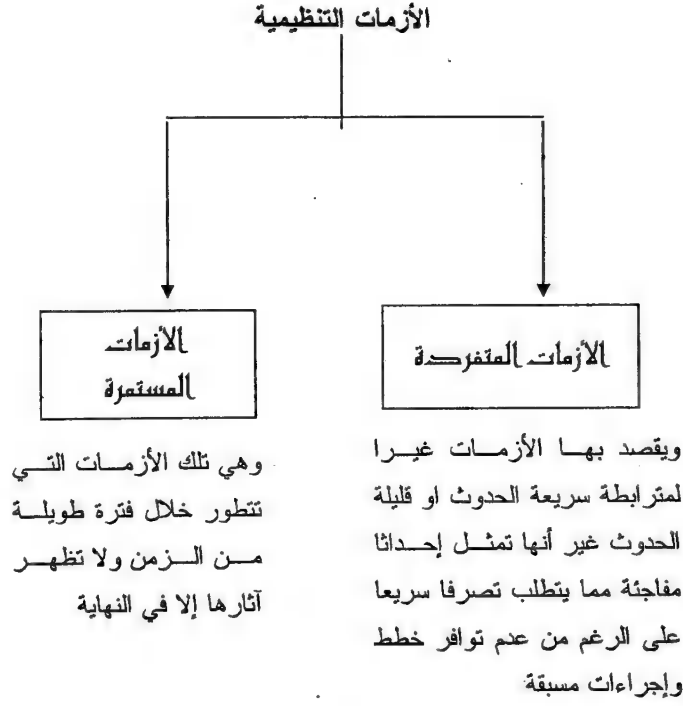 الأزمات التنظيمية
الأزمات المتفردة
ويقصد بها الأزمات غيرا
لمترابطة سريعة الحدوث او قليلة
الحدوث غير أنها تمثل إحداثا
مفاجئة مما يتطلب تصرفا سريعا
على الرغم من عدم توافر خطط
وإجراءات مسبقة
الأزمات
المستمرة
وهي تلك الأزمات التي
تتطور خلال فترة طويلة
من الزمن ولا تظهر
آثارها إلا في النهاية